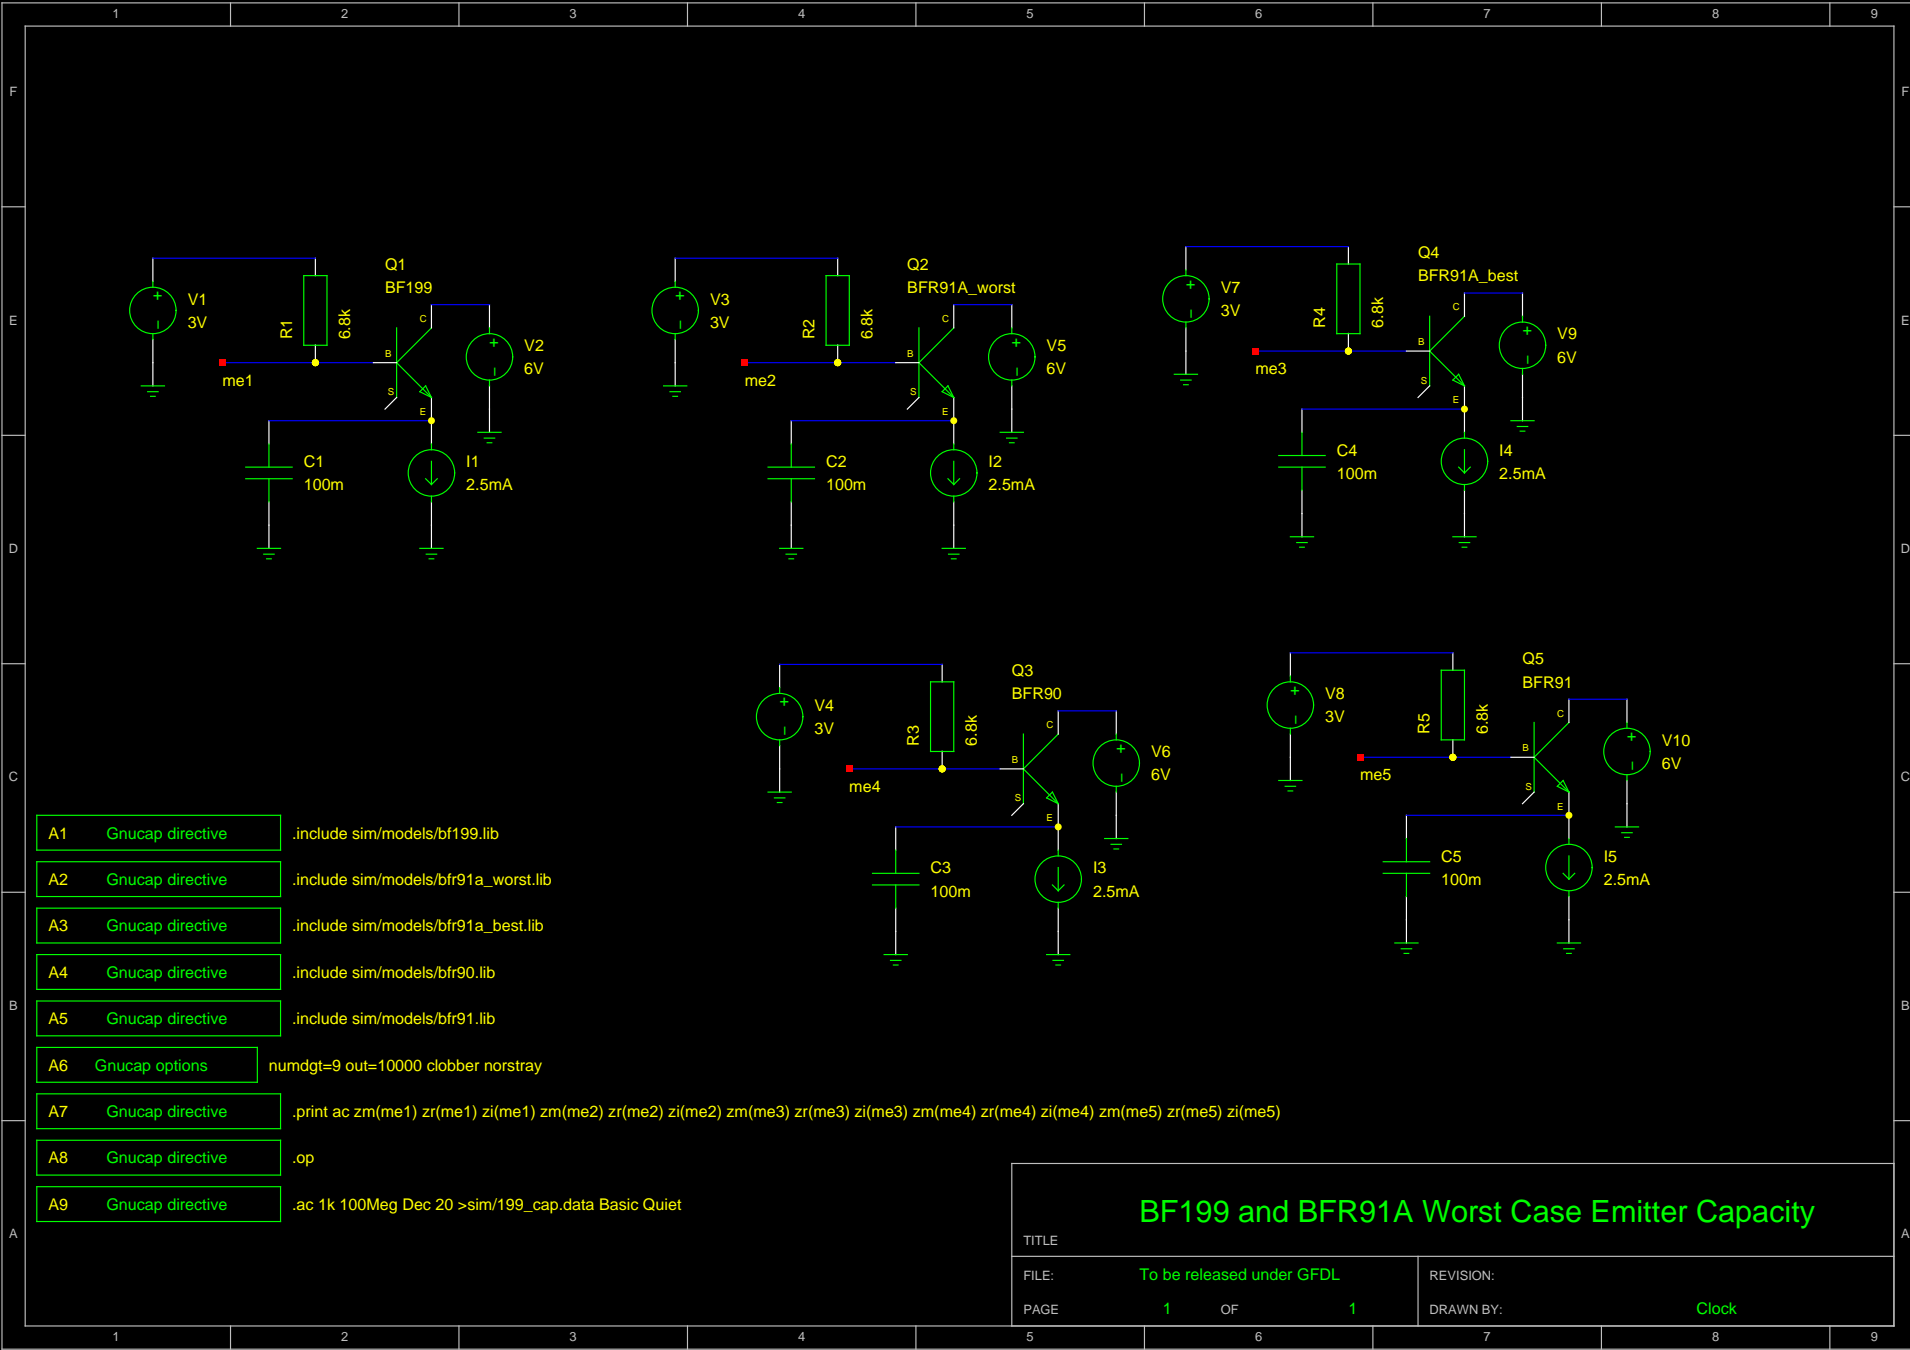 1 2 3 4 5 6 7 8 9
F F
E E
D D
C C
B B
A A
V1
3V
R1
6.8k
Q1
BF199
C
B
S
E
V2
6V
me1
C1
100m
I1
2.5mA
V3
3V
R2
6.8k
Q2
BFR91A_worst
C
B
S
E
V5
6V
me2
C2
100m
I2
2.5mA
V7
3V
R4
6.8k
Q4
BFR91A_best
C
B
S
E
V9
6V
me3
C4
100m
I4
2.5mA
V4
3V
R3
6.8k
Q3
BFR90
C
B
S
E
V6
6V
me4
C3
100m
I3
2.5mA
V8
3V
R5
6.8k
Q5
BFR91
C
B
S
E
V10
6V
me5
C5
100m
I5
2.5mA
A1 Gnucap directive .include sim/models/bf199.lib
A2 Gnucap directive .include sim/models/bfr91a_worst.lib
A3 Gnucap directive .include sim/models/bfr91a_best.lib
A4 Gnucap directive .include sim/models/bfr90.lib
A5 Gnucap directive .include sim/models/bfr91.lib
A6 Gnucap options numdgt=9 out=10000 clobber norstray
A7 Gnucap directive .print ac zm(me1) zr(me1) zi(me1) zm(me2) zr(me2) zi(me2) zm(me3) zr(me3) zi(me3) zm(me4) zr(me4) zi(me4) zm(me5) zr(me5) zi(me5)
A8 Gnucap directive .op
A9 Gnucap directive .ac 1k 100Meg Dec 20 >sim/199_cap.data Basic Quiet
BF199 and BFR91A Worst Case Emitter Capacity
TITLE
FILE: To be released under GFDL REVISION:
PAGE 1 OF 1 DRAWN BY: Clock
1 2 3 4 5 6 7 8 9